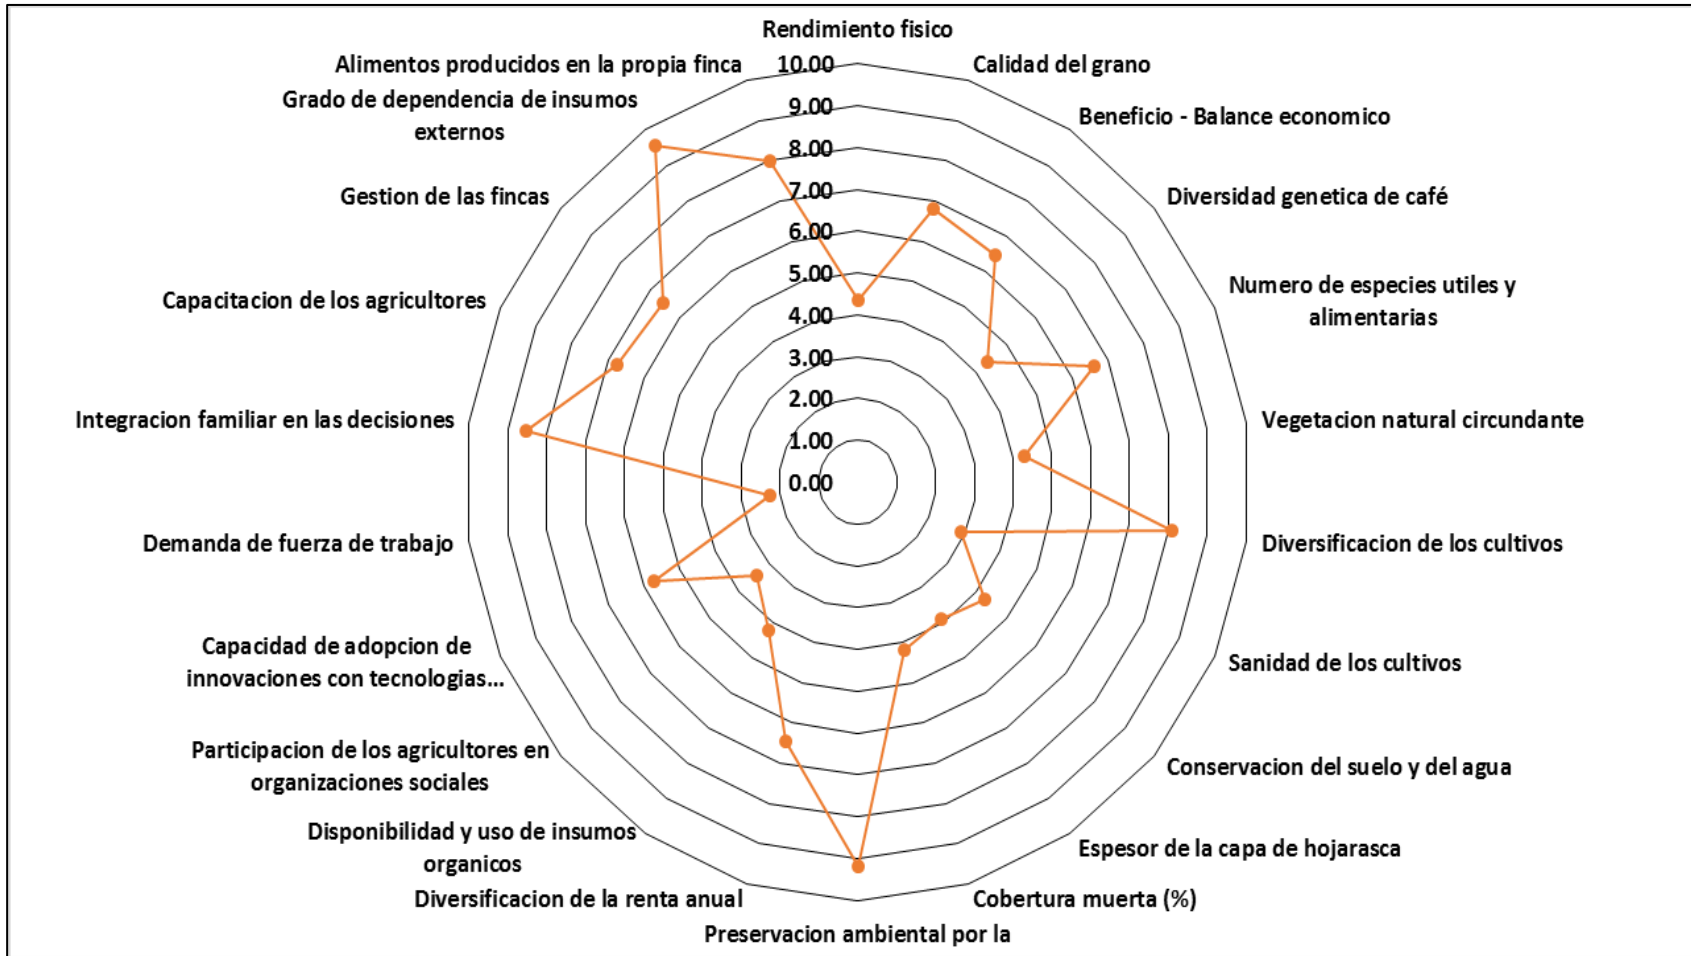 Rendimiento fisico
Alimentos producidos en la propia finca
10.00
Calidad del grano
Grado de dependencia de insumos
externos
9.00
Beneficio - Balance economico
8.00
Gestion de las fincas
7.00
Diversidad genetica de café
6.00
Capacitacion de los agricultores
5.00
Numero de especies utiles y
alimentarias
4.00
3.00
Integracion familiar en las decisiones
2.00
Vegetacion natural circundante
1.00
0.00
Demanda de fuerza de trabajo
Diversificacion de los cultivos
Capacidad de adopcion de
innovaciones con tecnologias...
Sanidad de los cultivos
Participacion de los agricultores en
organizaciones sociales
Conservacion del suelo y del agua
Disponibilidad y uso de insumos
organicos
Espesor de la capa de hojarasca
Diversificacion de la renta anual
Cobertura muerta (%)
Preservacion ambiental por la